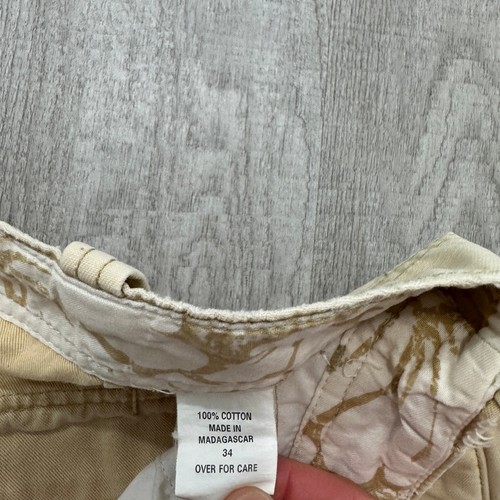 100% COTTON
MADE IN
MADAGASCAR
34
OVER FOR CARE